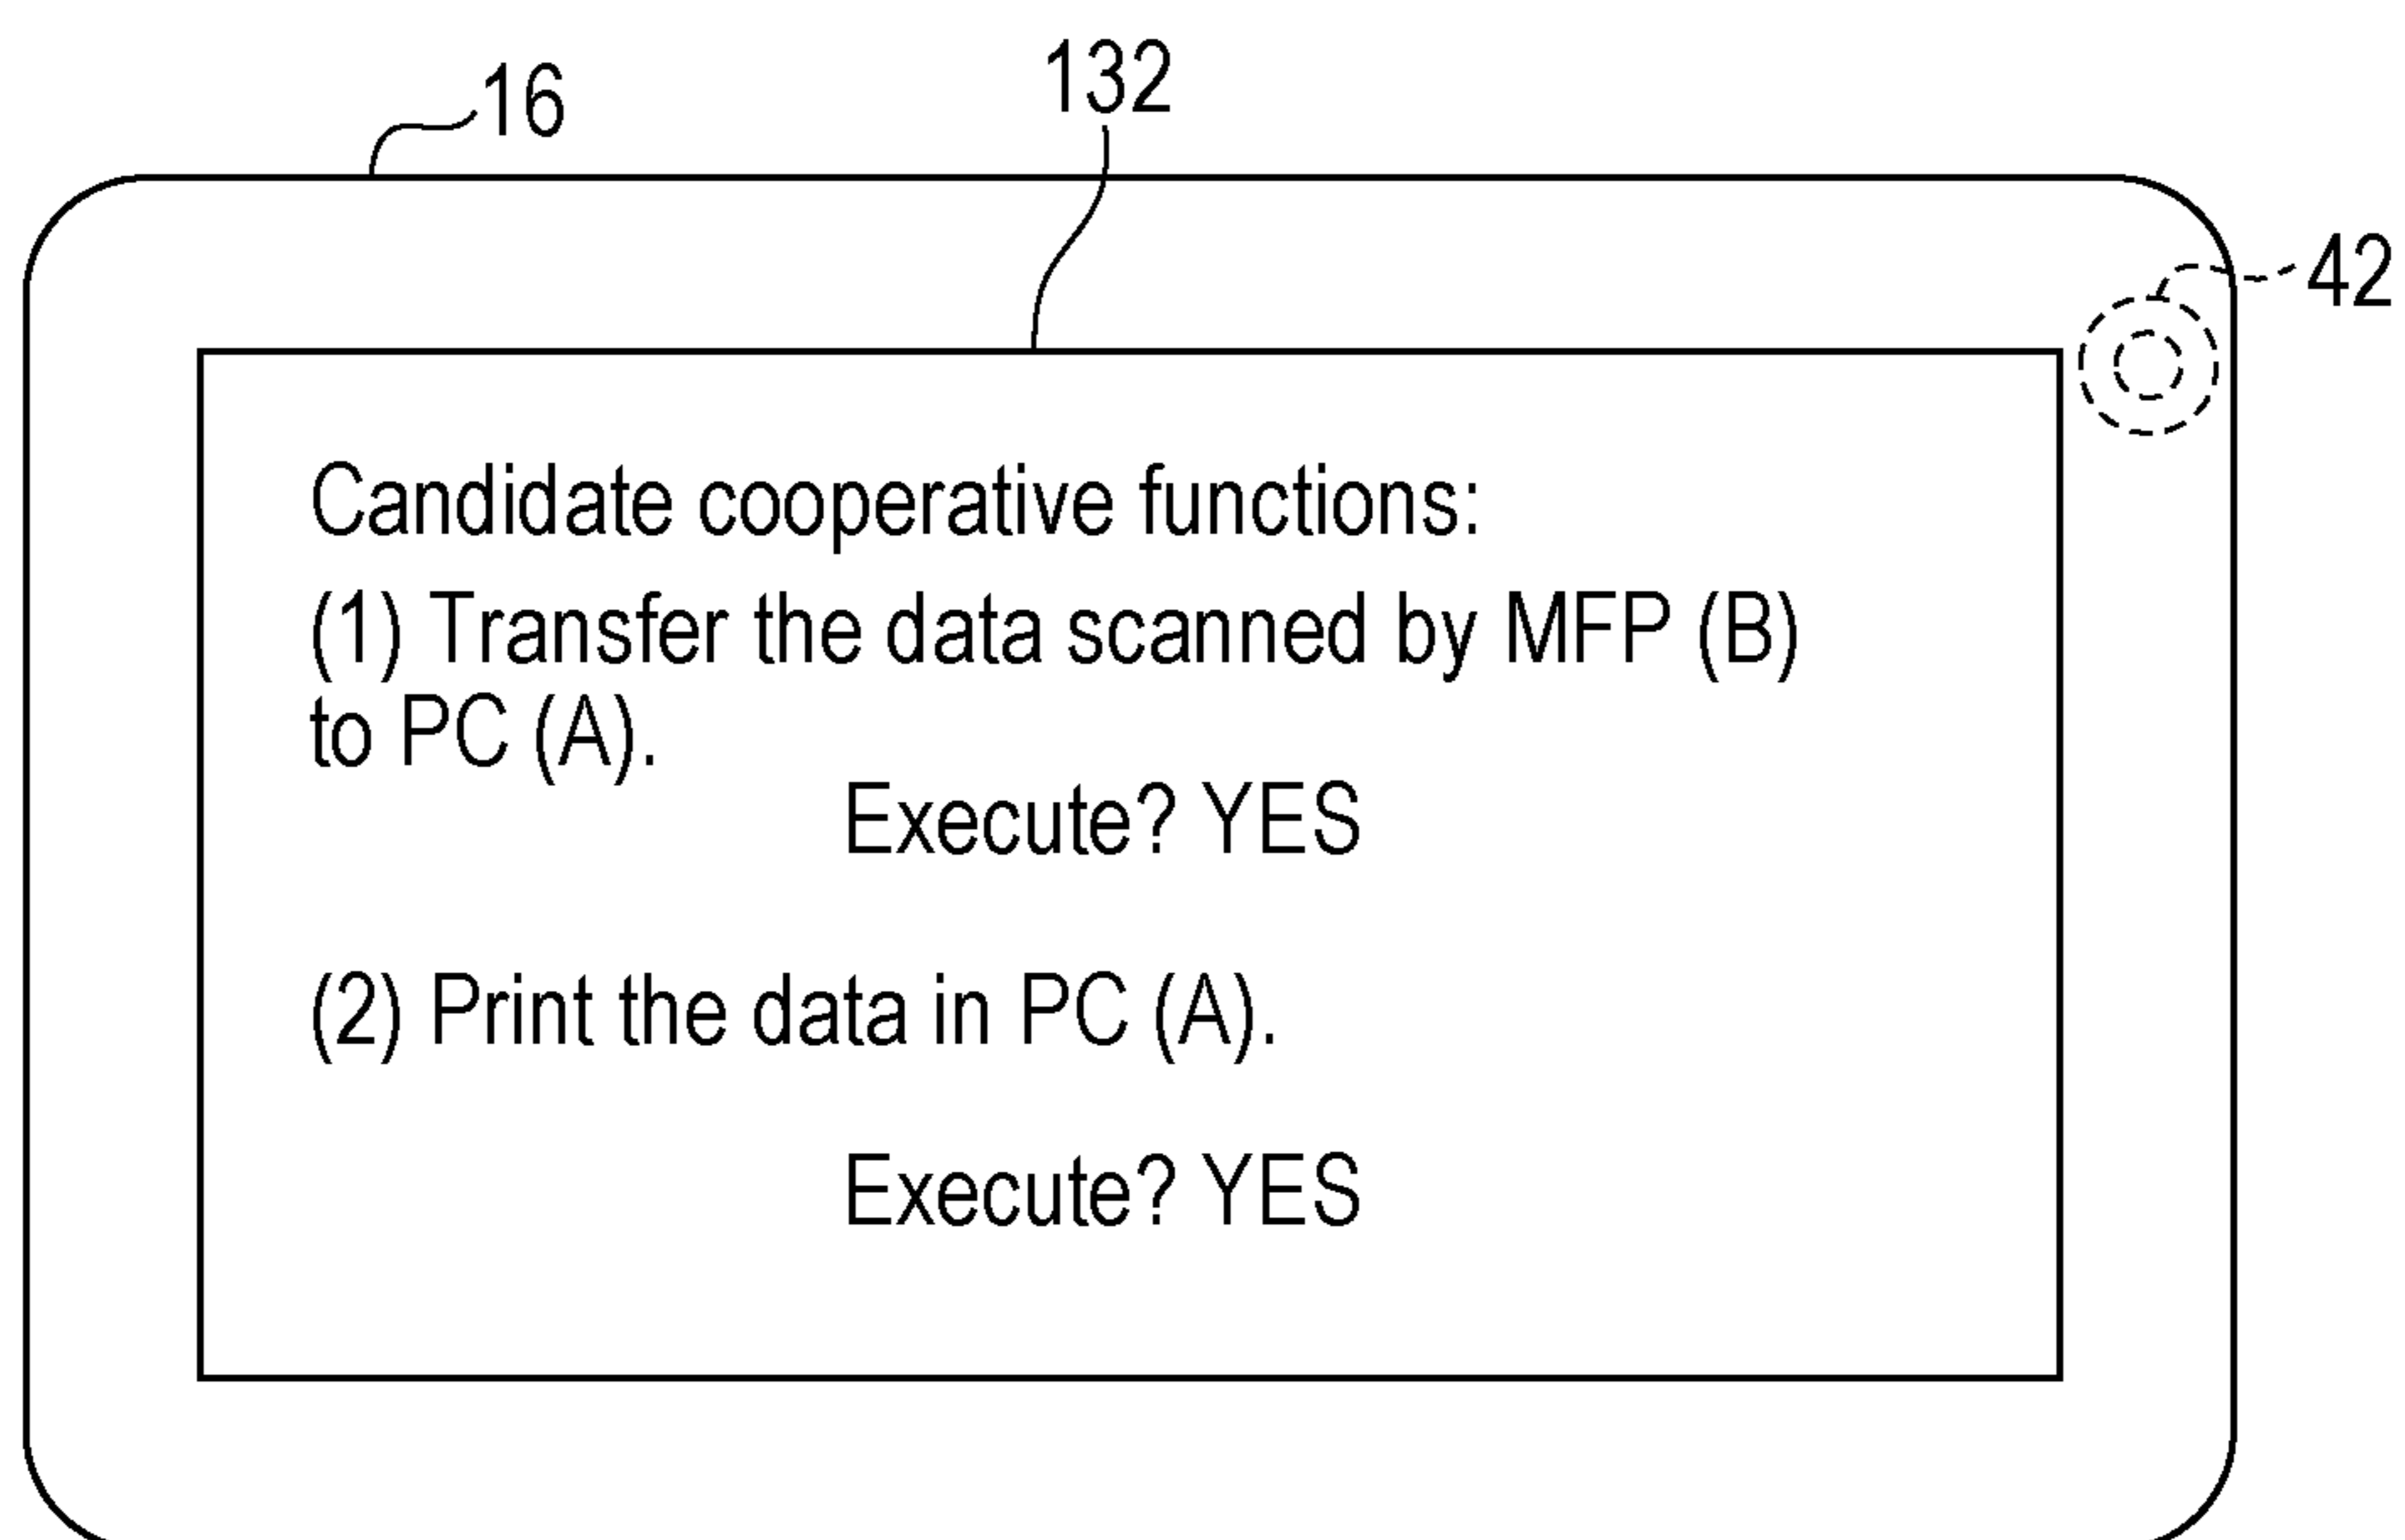 16
132
42
Candidate cooperative functions:
(1) Transfer the data scanned by MFP (B)
to PC (A).
Execute? YES
(2) Print the data in PC (A).
Execute? YES